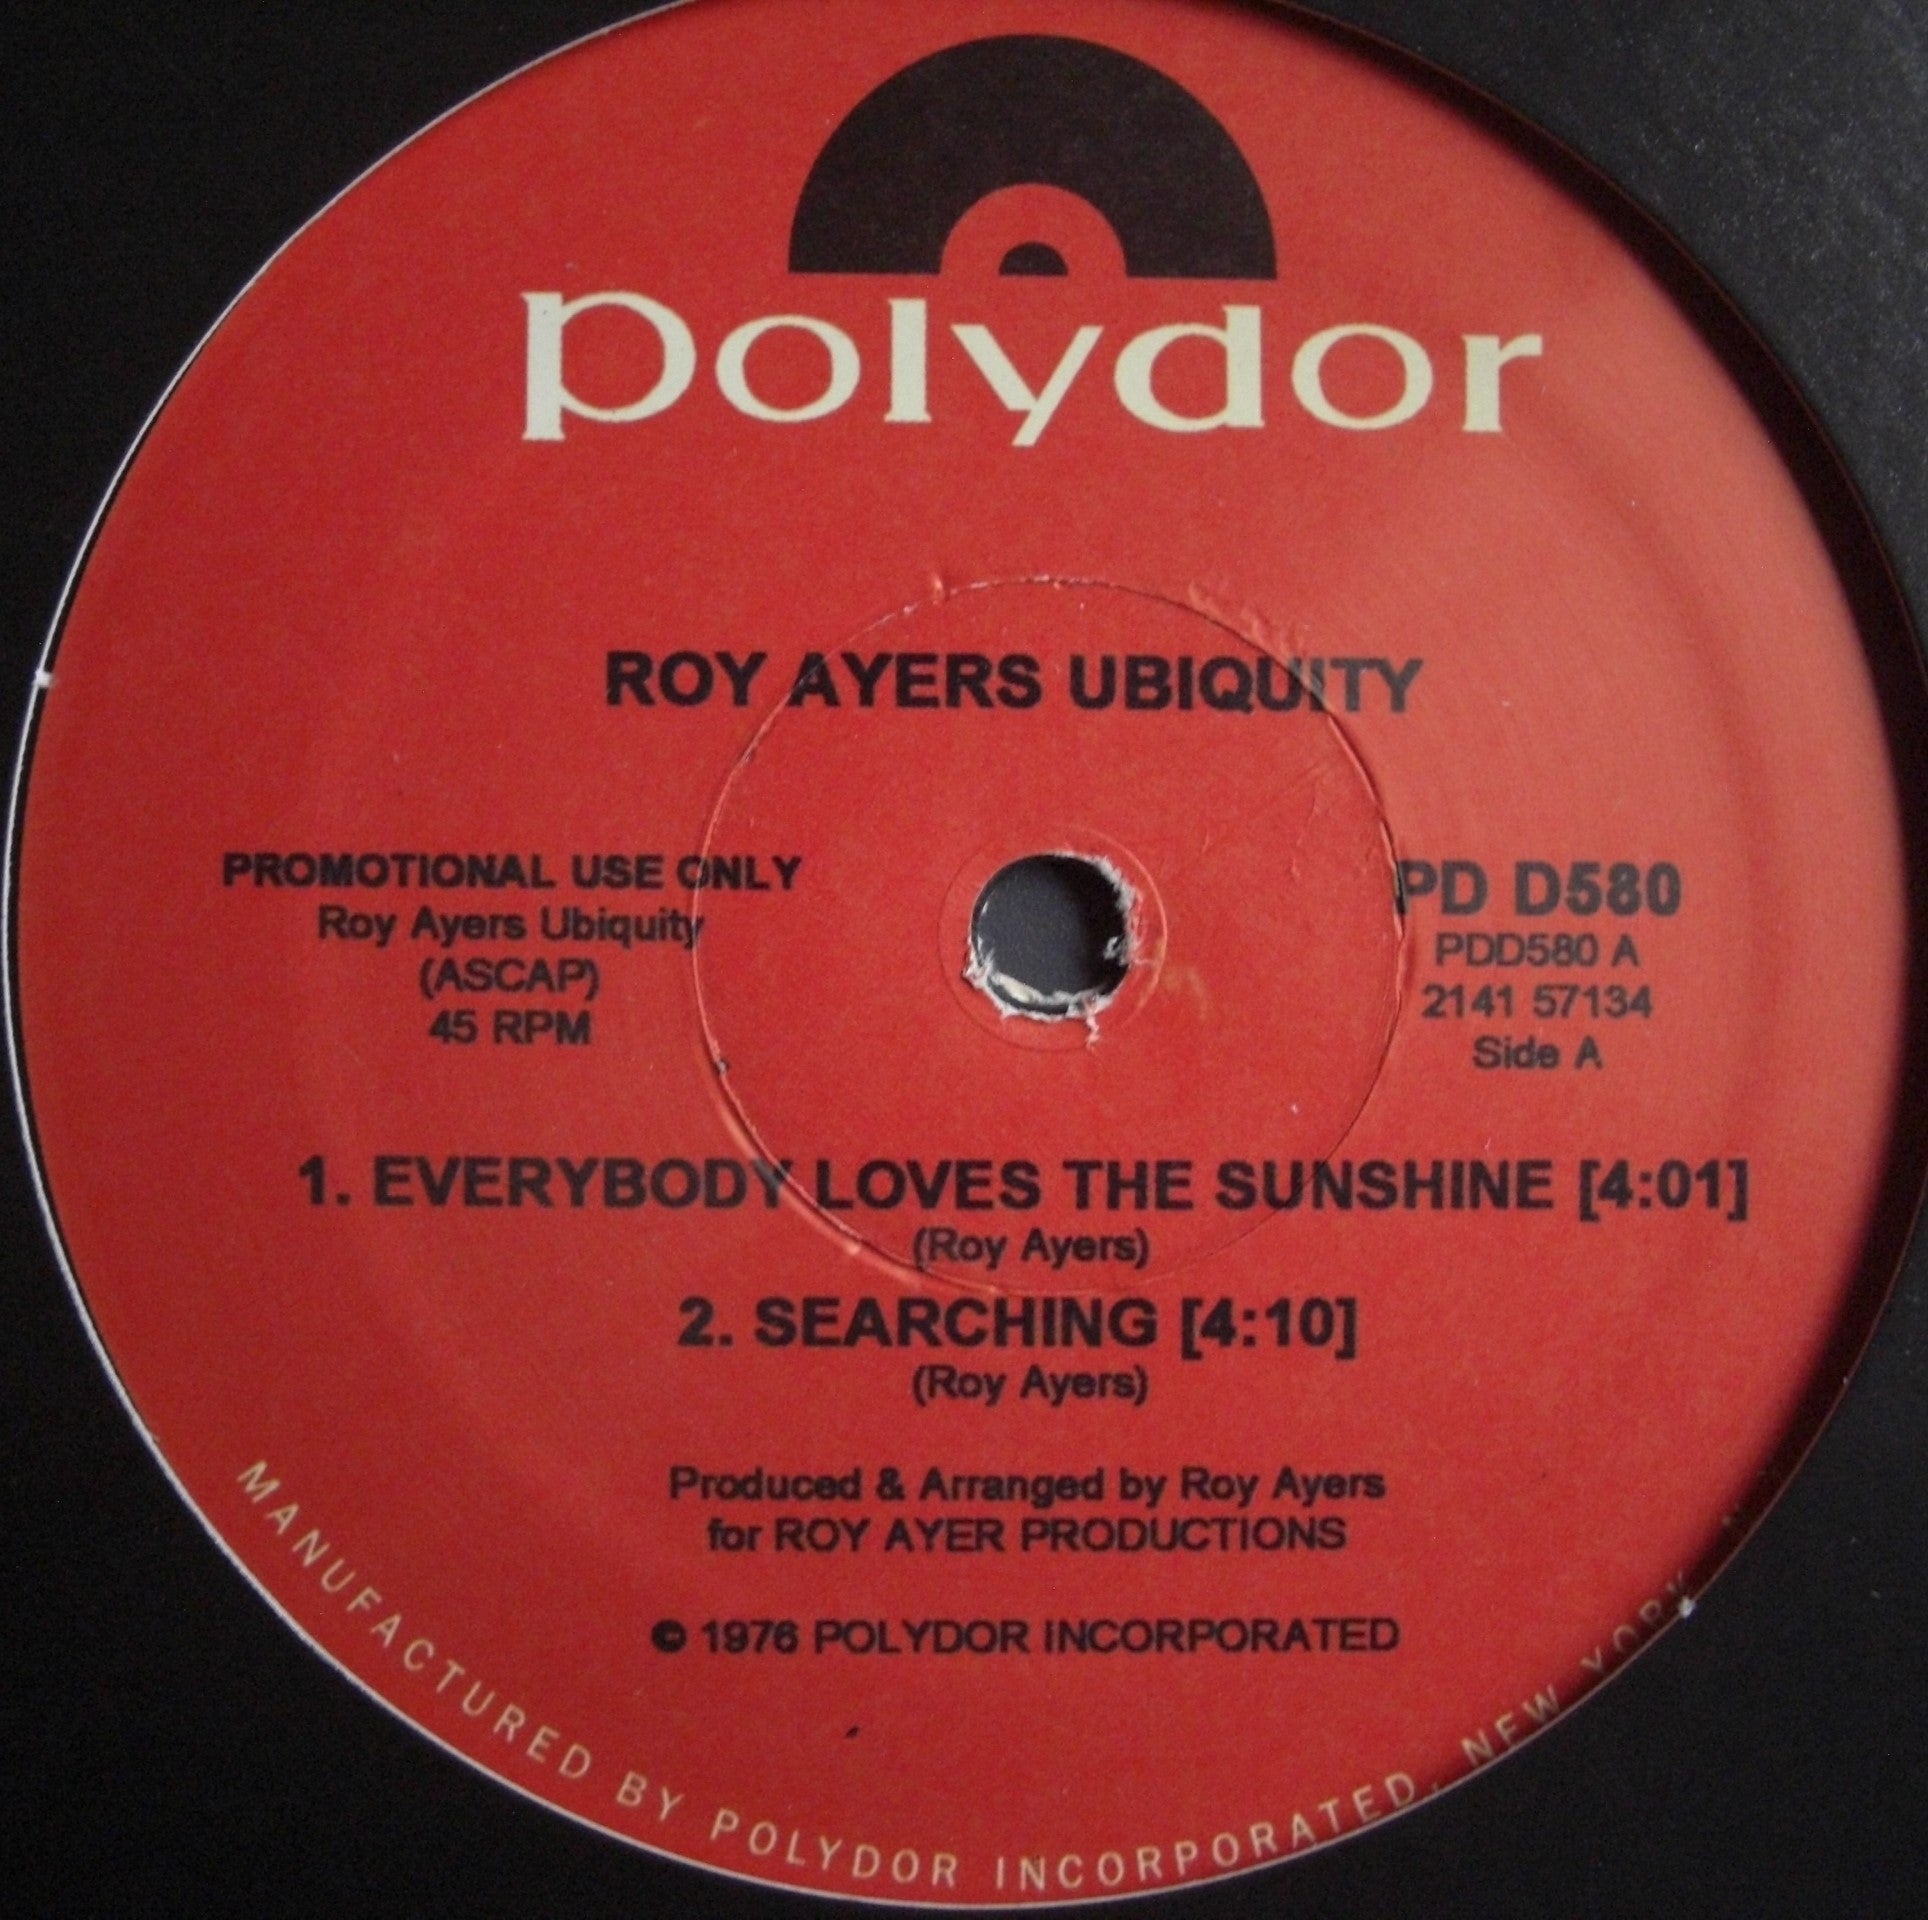 polydor
ROY AYERS UBIQUITY
PROMOTIONAL USE ONLY
Roy Ayers Ubiquity
(ASCAP)
45 RPM
PD D580
PDD580 A
2141 57134
Side A
1. EVERYBODY LOVES THE SUNSHINE [4:01]
(Roy Ayers)
2. SEARCHING [4:10]
(Roy Ayers)
Produced & Arranged by Roy Ayers
for ROY AYER PRODUCTIONS
© 1976 POLYDOR INCORPORATED
MANUFACTURED BY POLYDOR INCORPORATED, NEW YORK